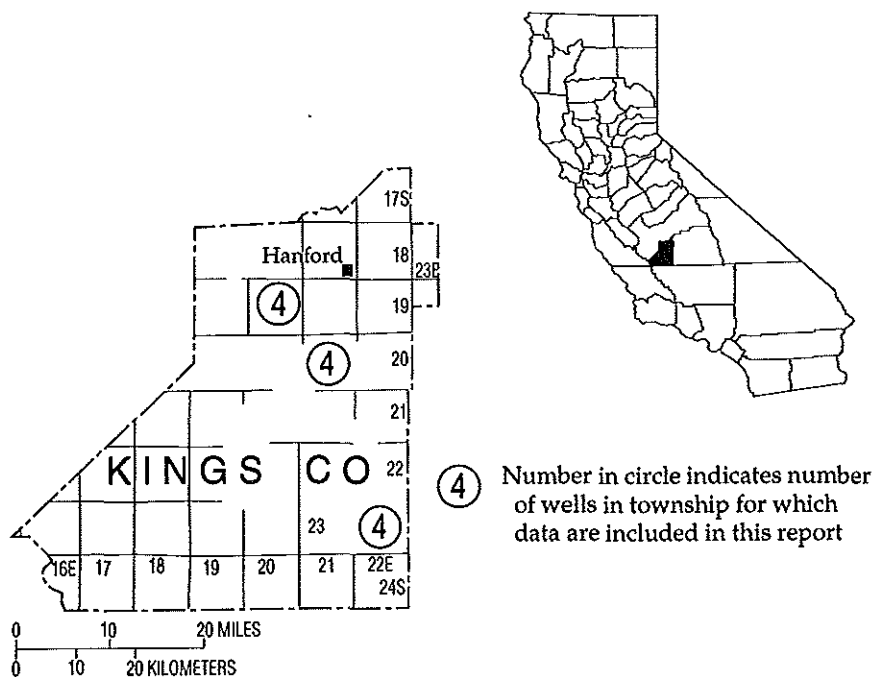 17S
Hanford
18
23E
4
19
4
20
21
KINGS CO
22
4
Number in circle indicates number
of wells in township for which
data are included in this report
23
4
16E 17 18 19 20 21 22E
24S
0 10 20 MILES
0 10 20 KILOMETERS